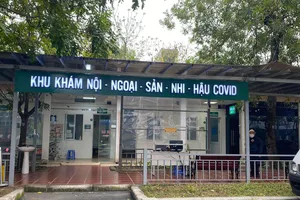 KHU KHÁM NỘI - NGOẠI - SẢN - NHI - HẬU COVID